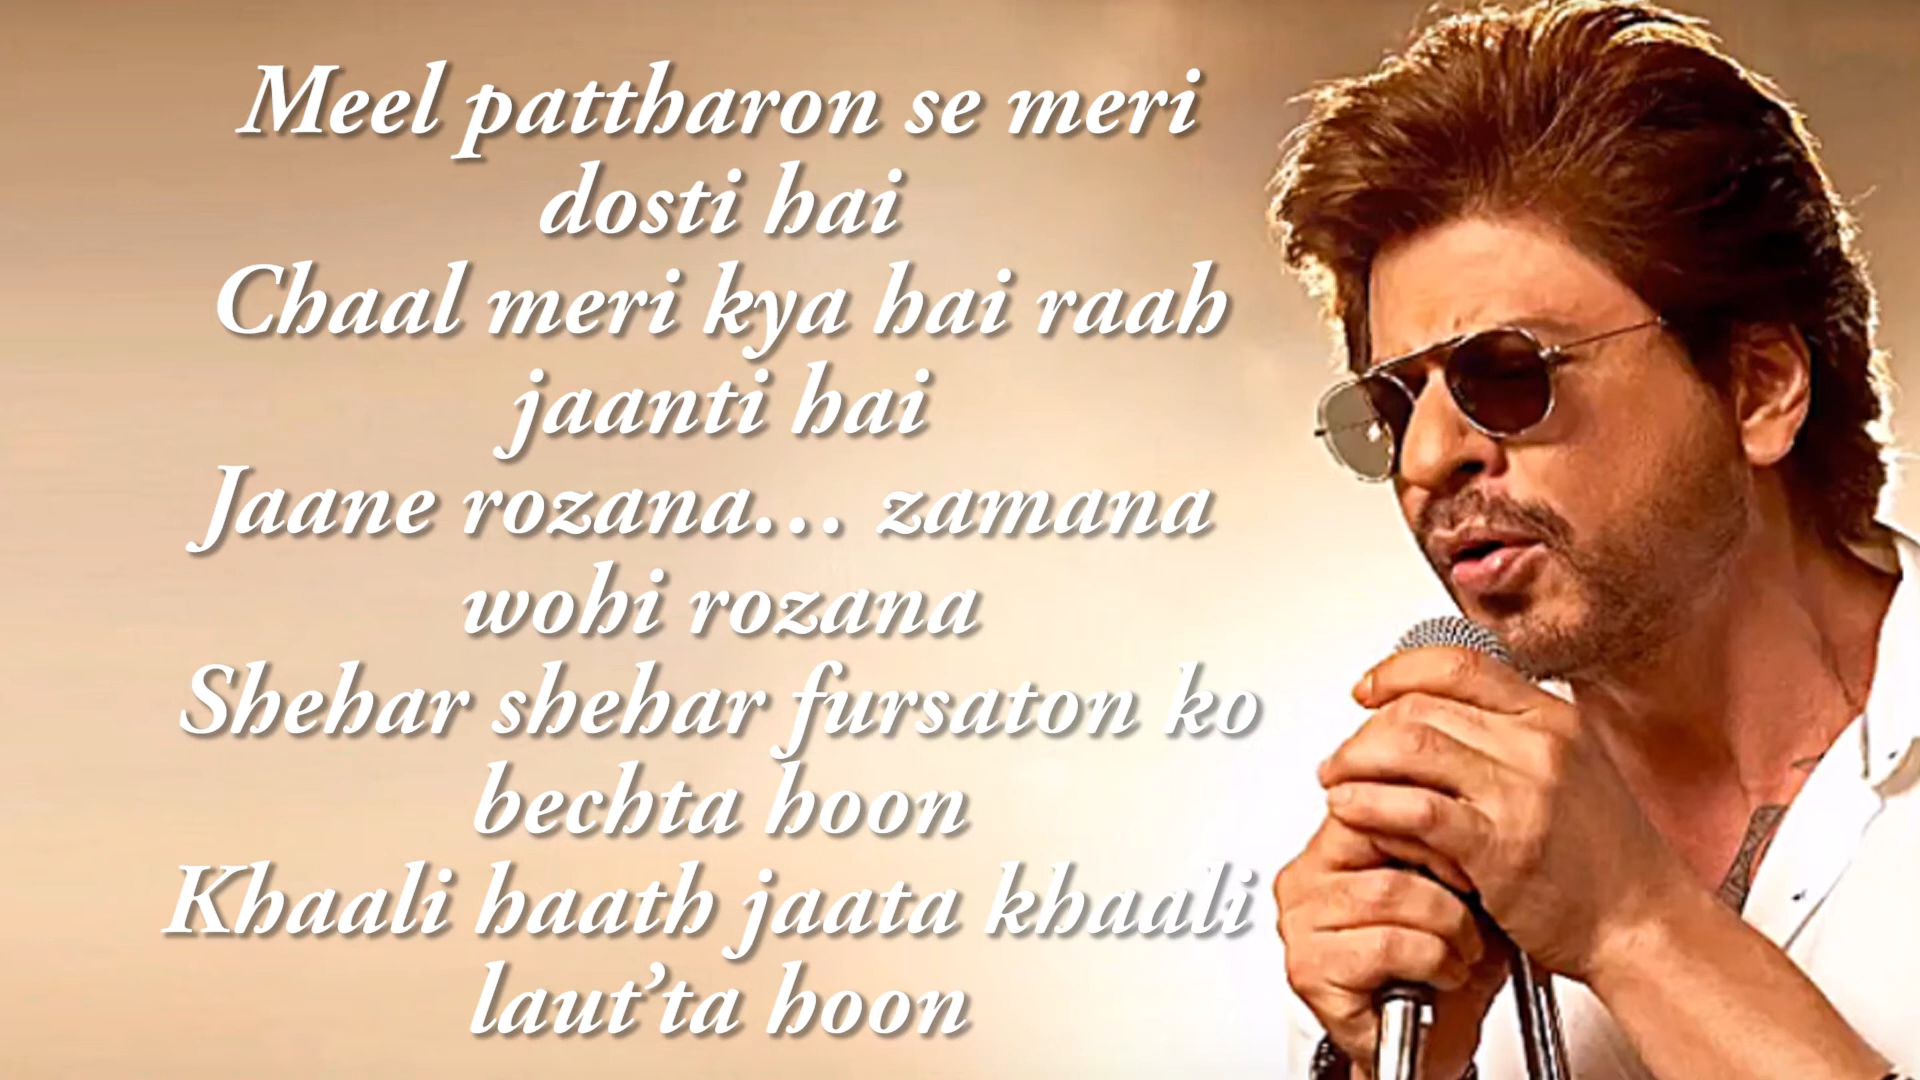 Meel pattharon se meri
dosti hai
Chaal meri kya hai raah
jaanti hai
Jaane rozana... zamana
wohi rozana
Shehar shehar fursaton ko
bechta hoon
Khaali haath jaata khaali
laut’ta hoon